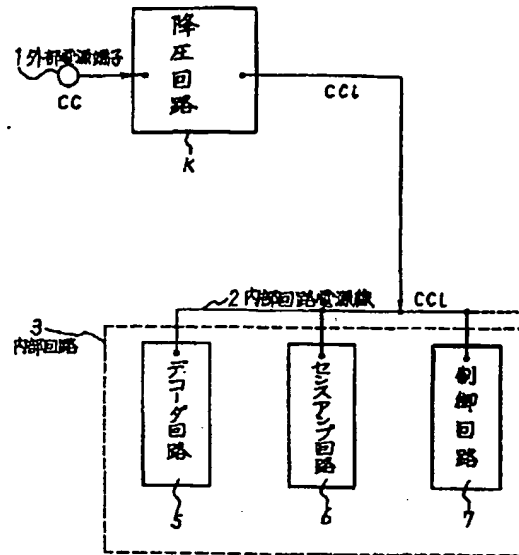 降圧回路
1 外部電源端子
CC
CCi
K
2 内部回路電源線
CCi
3
内部回路
デコーダ回路
センスアンプ回路
制御回路
5
6
7